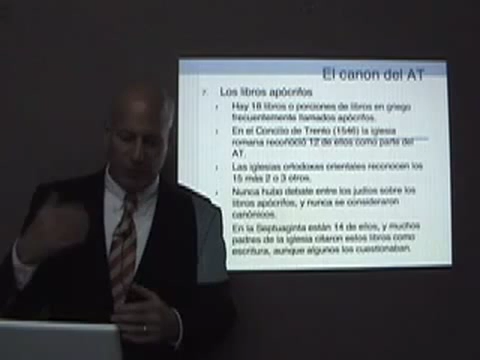 El canon del AT
Los libros apócrifos
Hay 18 libros o porciones de libros en griego
frecuentemente llamados apócrifos.
En el Concilio de Trento (1546) la iglesia
romana reconoció 12 de ellos como parte del
AT.
Las iglesias ortodoxas orientales reconocen los
15 más 2 o 3 otros.
Nunca hubo debate entre los judíos sobre los
libros apócrifos, y nunca se consideraron
canónicos.
En la Septuaginta están 14 de ellos, y muchos
padres de la iglesia citaron estos libros como
escritura, aunque algunos los cuestionaban.